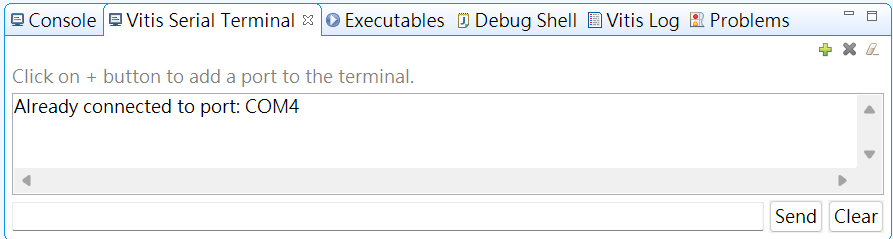 Console Vitis Serial Terminal Executables Debug Shell Vitis Log Problems
Click on + button to add a port to the terminal.
Already connected to port: COM4
Send Clear